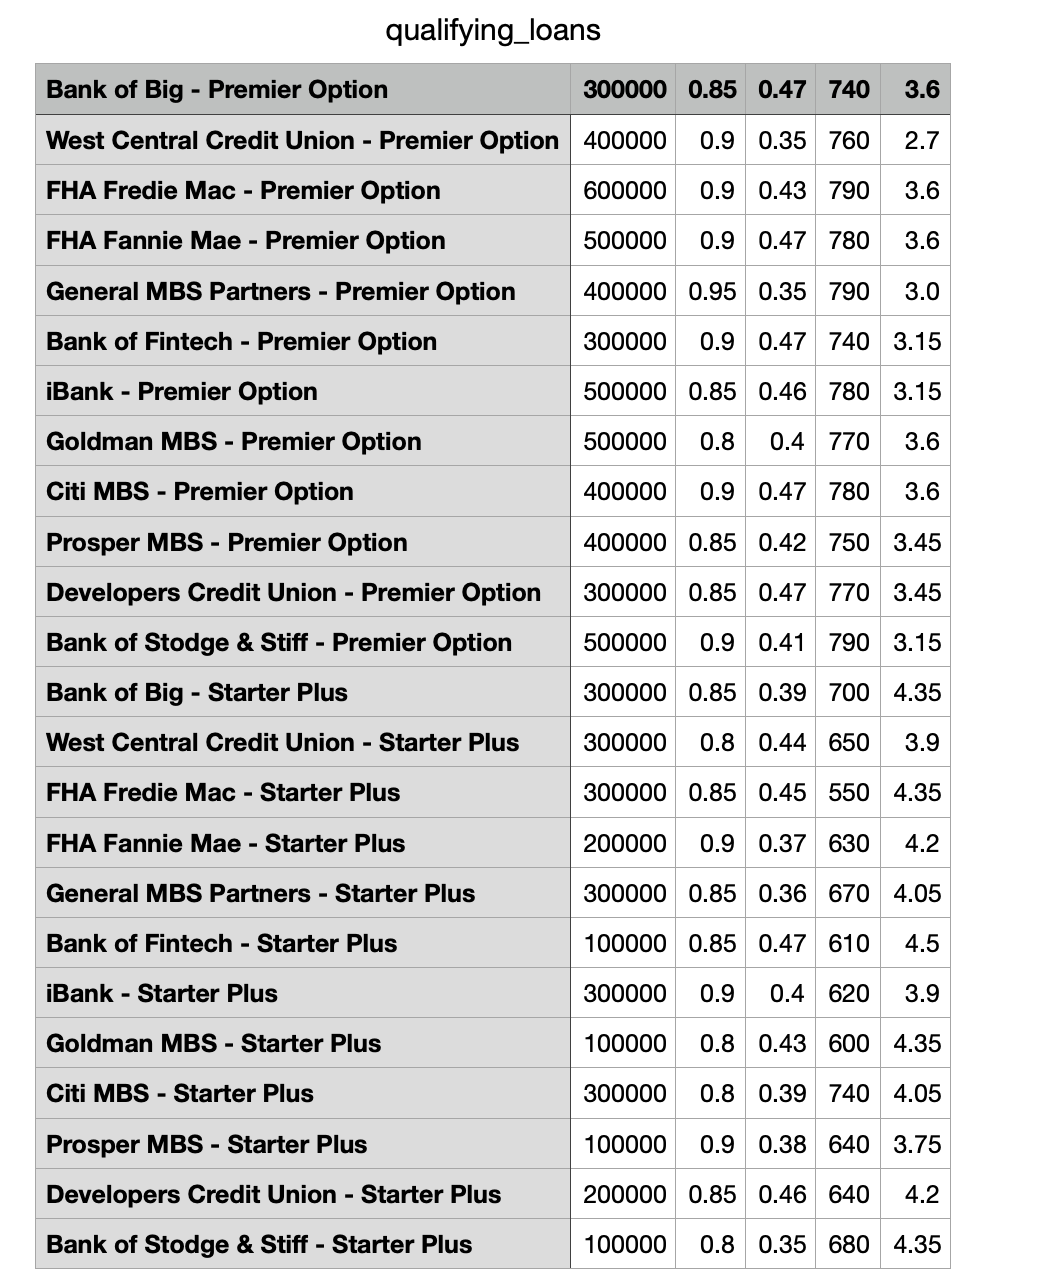 qualifying_loans
Bank of Big - Premier Option 300000 0.85 0.47 740 3.6
West Central Credit Union - Premier Option 400000 0.9 0.35 760 2.7
FHA Fredie Mac - Premier Option 600000 0.9 0.43 790 3.6
FHA Fannie Mae - Premier Option 500000 0.9 0.47 780 3.6
General MBS Partners - Premier Option 400000 0.95 0.35 790 3.0
Bank of Fintech - Premier Option 300000 0.9 0.47 740 3.15
iBank - Premier Option 500000 0.85 0.46 780 3.15
Goldman MBS - Premier Option 500000 0.8 0.4 770 3.6
Citi MBS - Premier Option 400000 0.9 0.47 780 3.6
Prosper MBS - Premier Option 400000 0.85 0.42 750 3.45
Developers Credit Union - Premier Option 300000 0.85 0.47 770 3.45
Bank of Stodge & Stiff - Premier Option 500000 0.9 0.41 790 3.15
Bank of Big - Starter Plus 300000 0.85 0.39 700 4.35
West Central Credit Union - Starter Plus 300000 0.8 0.44 650 3.9
FHA Fredie Mac - Starter Plus 300000 0.85 0.45 550 4.35
FHA Fannie Mae - Starter Plus 200000 0.9 0.37 630 4.2
General MBS Partners - Starter Plus 300000 0.85 0.36 670 4.05
Bank of Fintech - Starter Plus 100000 0.85 0.47 610 4.5
iBank - Starter Plus 300000 0.9 0.4 620 3.9
Goldman MBS - Starter Plus 100000 0.8 0.43 600 4.35
Citi MBS - Starter Plus 300000 0.8 0.39 740 4.05
Prosper MBS - Starter Plus 100000 0.9 0.38 640 3.75
Developers Credit Union - Starter Plus 200000 0.85 0.46 640 4.2
Bank of Stodge & Stiff - Starter Plus 100000 0.8 0.35 680 4.35